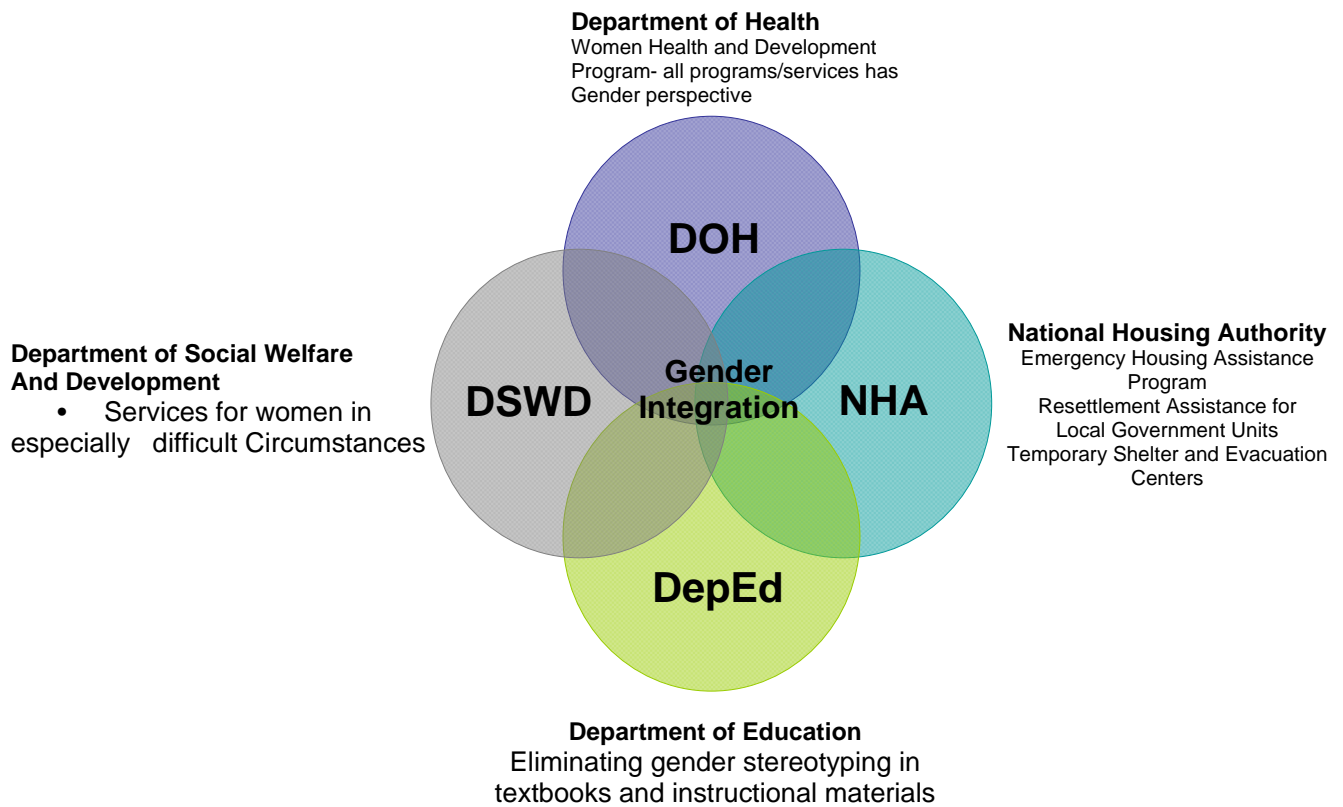 Department of Health
Women Health and Development
Program- all programs/services has
Gender perspective
DOH
Department of Social Welfare
And Development
• Services for women in
especially difficult Circumstances
DSWD
Gender
Integration
NHA
National Housing Authority
Emergency Housing Assistance
Program
Resettlement Assistance for
Local Government Units
Temporary Shelter and Evacuation
Centers
DepEd
Department of Education
Eliminating gender stereotyping in
textbooks and instructional materials